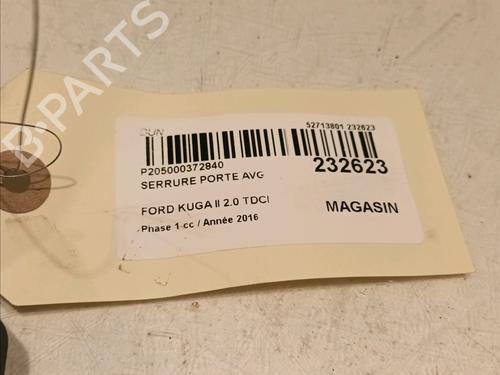 B-PARTS
DUN
52713801 232623
P205000372840
232623
SERRURE PORTE AVG
FORD KUGA II 2.0 TDCI
MAGASIN
Phase 1 cc / Année 2016